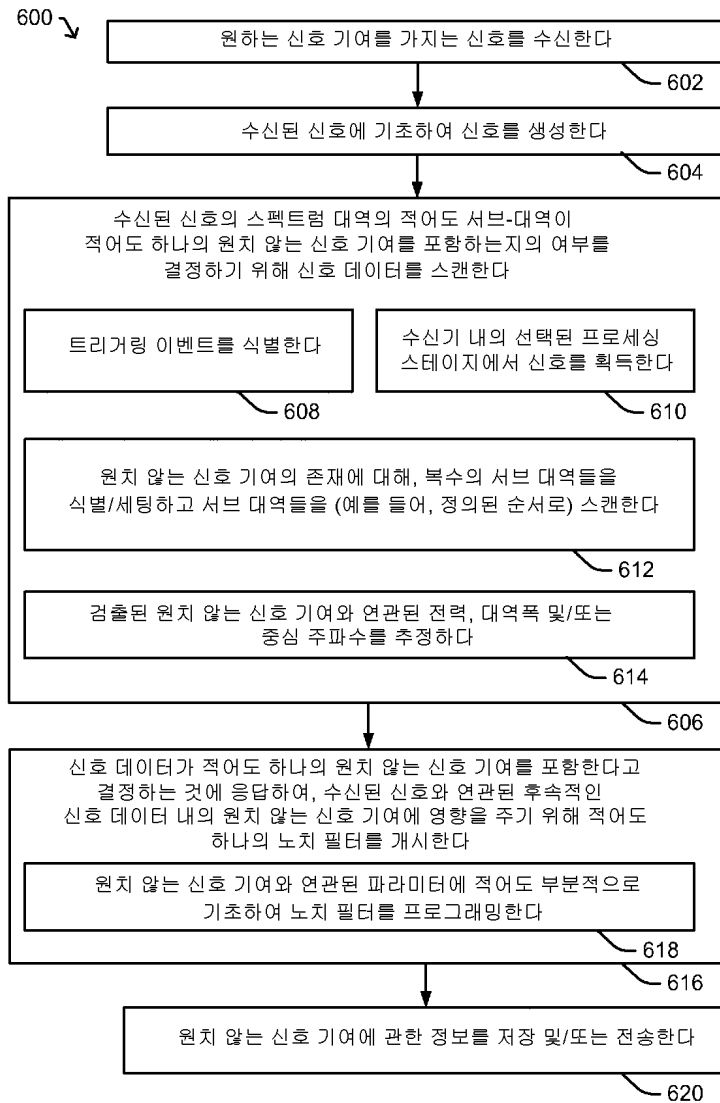 600
원하는 신호 기여를 가지는 신호를 수신한다
602
수신된 신호에 기초하여 신호를 생성한다
604
수신된 신호의 스펙트럼 대역의 적어도 서브-대역이
적어도 하나의 원치 않는 신호 기여를 포함하는지의 여부를
결정하기 위해 신호 데이터를 스캔한다
트리거링 이벤트를 식별한다
608
수신기 내의 선택된 프로세싱
스테이지에서 신호를 획득한다
610
원치 않는 신호 기여의 존재에 대해, 복수의 서브 대역들을
식별/세팅하고 서브 대역들을 (예를 들어, 정의된 순서로) 스캔한다
612
검출된 원치 않는 신호 기여와 연관된 전력, 대역폭 및/또는
중심 주파수를 추정하다
614
606
신호 데이터가 적어도 하나의 원치 않는 신호 기여를 포함한다고
결정하는 것에 응답하여, 수신된 신호와 연관된 후속적인
신호 데이터 내의 원치 않는 신호 기여에 영향을 주기 위해 적어도
하나의 노치 필터를 개시한다
원치 않는 신호 기여와 연관된 파라미터에 적어도 부분적으로
기초하여 노치 필터를 프로그래밍한다
618
616
원치 않는 신호 기여에 관한 정보를 저장 및/또는 전송한다
620